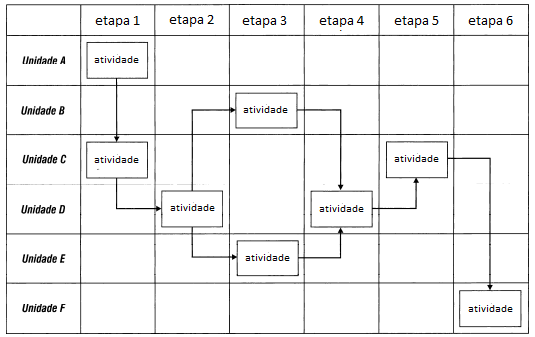 etapa 1 etapa 2 etapa 3 etapa 4 etapa 5 etapa 6
Unidade A atividade
Unidade B atividade
Unidade C atividade atividade
Unidade D atividade atividade
Unidade E atividade
Unidade F atividade